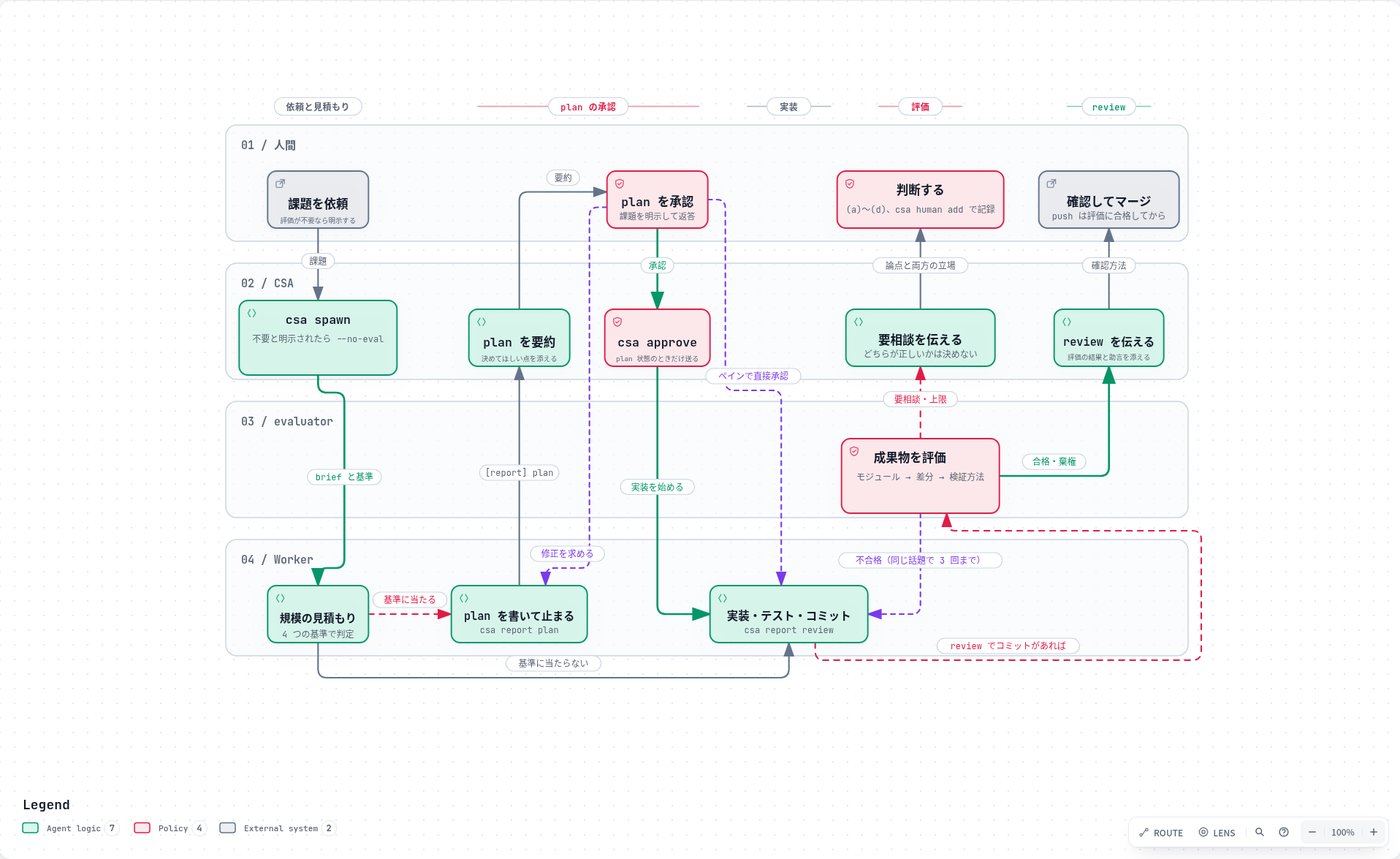 依頼と見積もり
plan の承認
実装
評価
review
01 / 人間
課題を依頼
評価が不要なら明示する
要約
plan を承認
課題を明示して返答
判断する
(a)〜(d)、csa human add で記録
確認してマージ
push は評価に合格してから
課題
承認
論点と両方の立場
確認方法
02 / CSA
csa spawn
不要と明示されたら --no-eval
plan を要約
決めてほしい点を添える
csa approve
plan 状態のときだけ送る
要相談を伝える
どちらが正しいかは決めない
review を伝える
評価の結果と助言を添える
ペインで直接承認
要相談・上限
03 / evaluator
成果物を評価
モジュール → 差分 → 検証方法
合格・棄権
brief と基準
[report] plan
実装を始める
04 / Worker
修正を求める
不合格（同じ話題で 3 回まで）
規模の見積もり
4 つの基準で判定
基準に当たる
plan を書いて止まる
csa report plan
実装・テスト・コミット
csa report review
review でコミットがあれば
基準に当たらない
Legend
Agent logic 7
Policy 4
External system 2
ROUTE
LENS
− 100% +